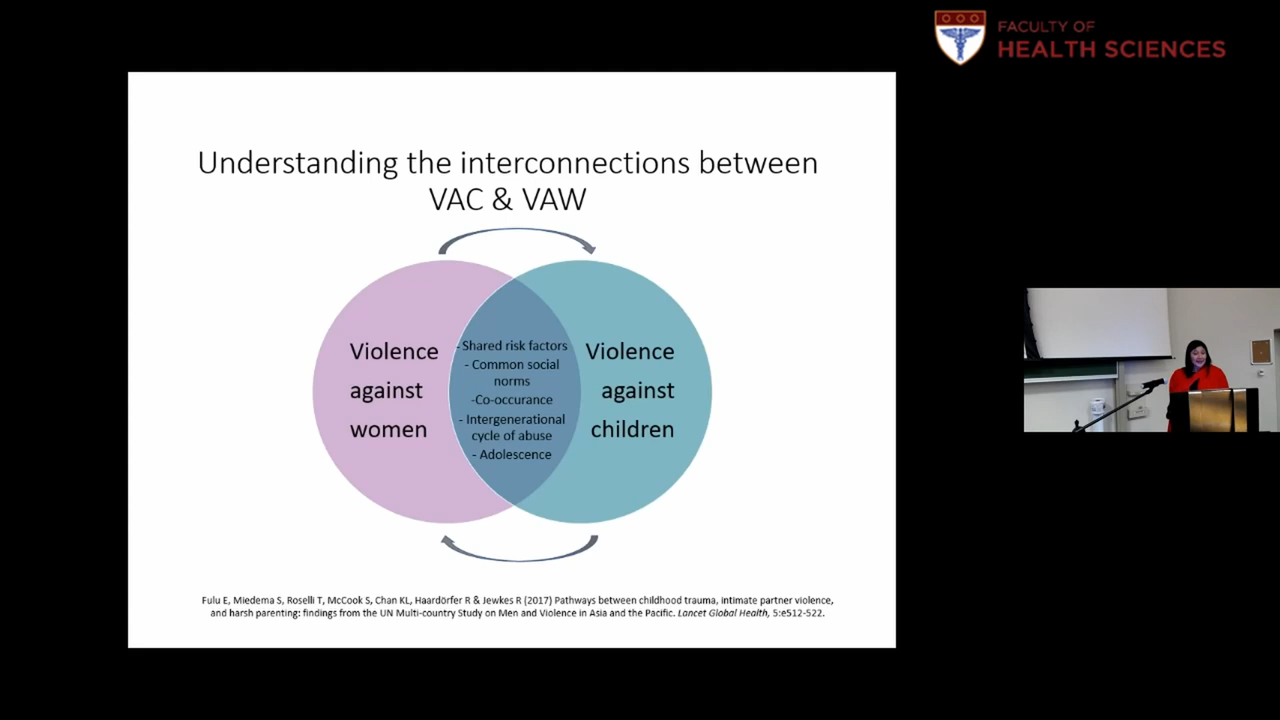 FACULTY OF
HEALTH SCIENCES
Understanding the interconnections between
VAC & VAW
Violence
against
women
- Shared risk factors
- Common social
norms
-Co-occurance
- Intergenerational
cycle of abuse
- Adolescence
Violence
against
children
Fulu E, Miedema S, Roselli T, McCook S, Chan KL, Haardörfer R & Jewkes R (2017) Pathways between childhood trauma, intimate partner violence,
and harsh parenting: findings from the UN Multi-country Study on Men and Violence in Asia and the Pacific. Lancet Global Health, 5:e512-522.